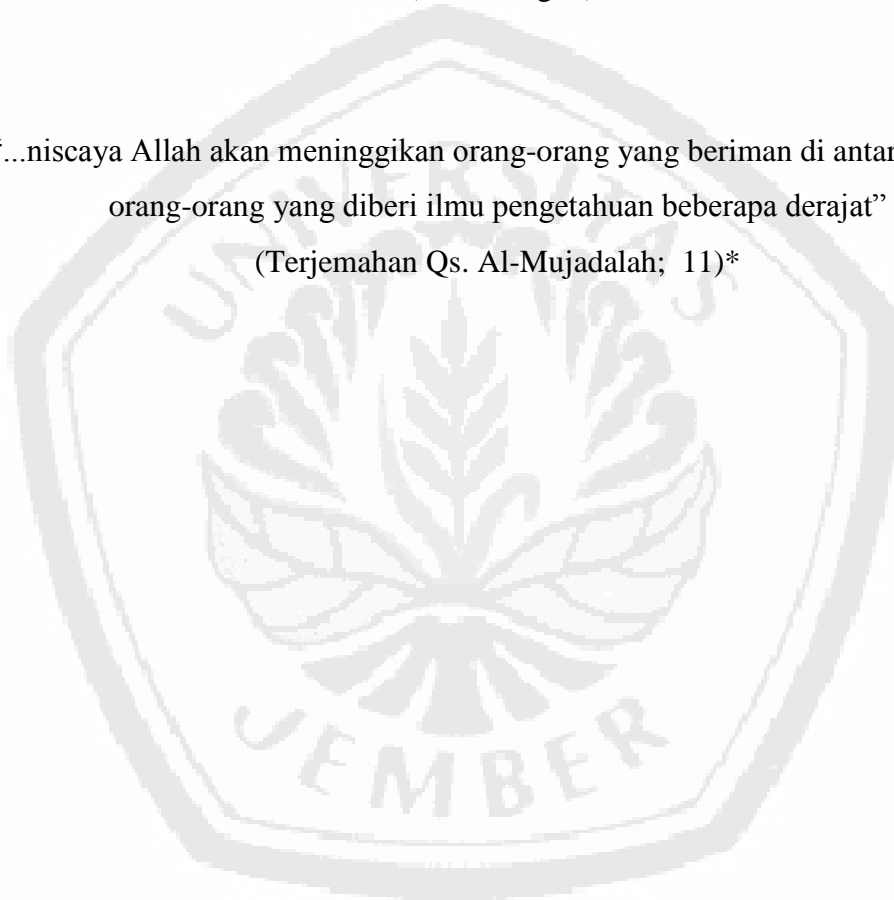 ...niscaya Allah akan meninggikan orang-orang yang beriman di antar
orang-orang yang diberi ilmu pengetahuan beberapa derajat”
(Terjemahan Qs. Al-Mujadalah;  11)*
UNIVERSITAS
JEMBER